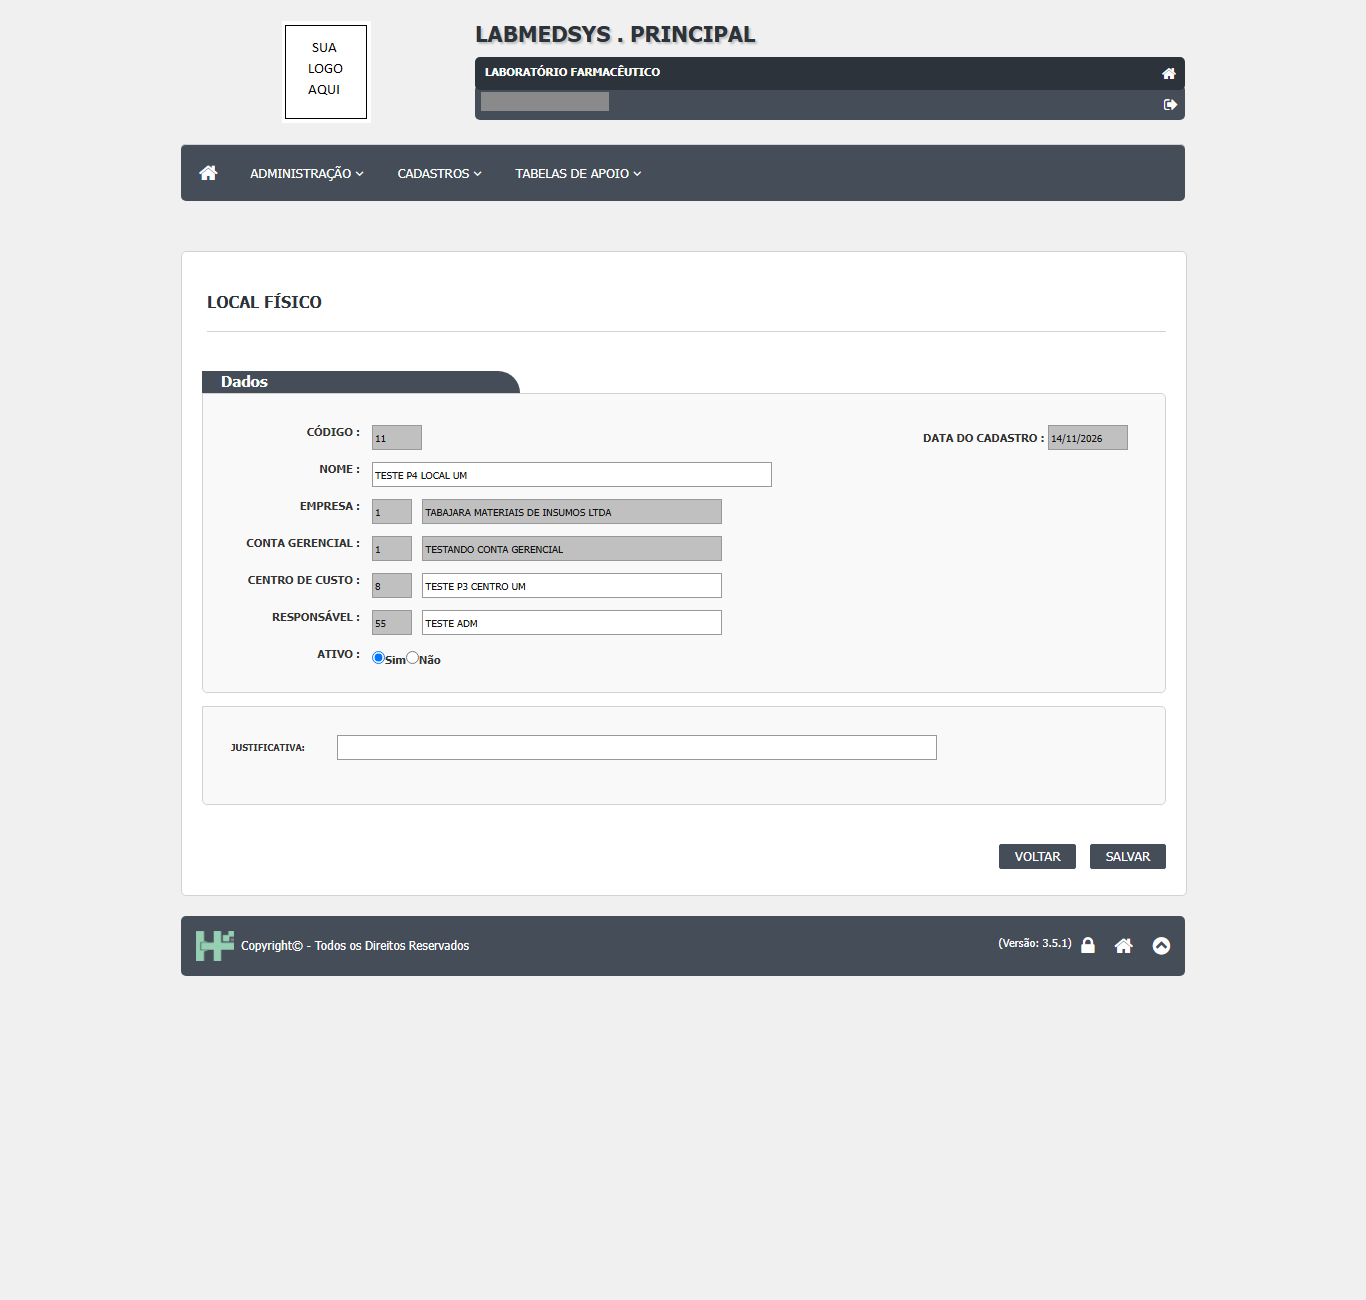 SUA
LOGO
AQUI
LABMEDSYS . PRINCIPAL
LABORATÓRIO FARMACÊUTICO
ADMINISTRAÇÃO CADASTROS TABELAS DE APOIO
LOCAL FÍSICO
Dados
CÓDIGO : 11 DATA DO CADASTRO : 14/11/2026
NOME : TESTE P4 LOCAL UM
EMPRESA : 1 TABAJARA MATERIAIS DE INSUMOS LTDA
CONTA GERENCIAL : 1 TESTANDO CONTA GERENCIAL
CENTRO DE CUSTO : 8 TESTE P3 CENTRO UM
RESPONSÁVEL : 55 TESTE ADM
ATIVO : Sim Não
JUSTIFICATIVA:
VOLTAR SALVAR
Copyright© - Todos os Direitos Reservados (Versão: 3.5.1)